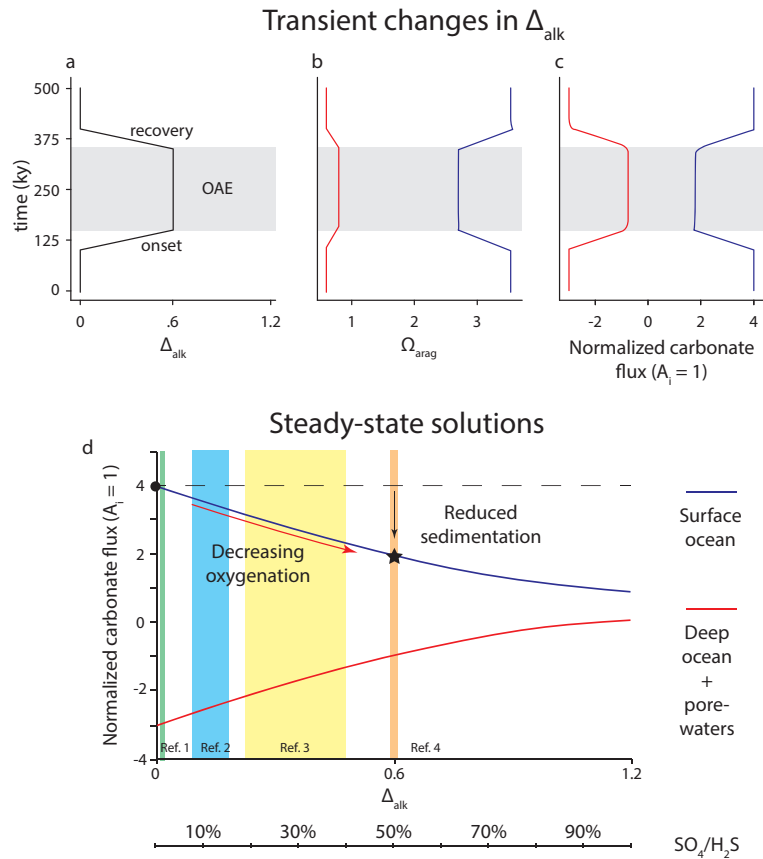 Transient changes in Δalk
a
b
c
500
375
250
125
0
time (ky)
recovery
OAE
onset
0
.6
1.2
Δalk
1
2
3
Ωarag
-2
0
2
4
Normalized carbonate
flux (Ai = 1)
Steady-state solutions
d
Normalized carbonate flux (Ai = 1)
4
2
0
-2
-4
Decreasing
oxygenation
Reduced
sedimentation
Ref. 1
Ref. 2
Ref. 3
Ref. 4
0
0.6
1.2
Δalk
Surface
ocean
Deep
ocean
+
pore-
waters
10%
30%
50%
70%
90%
SO4/H2S